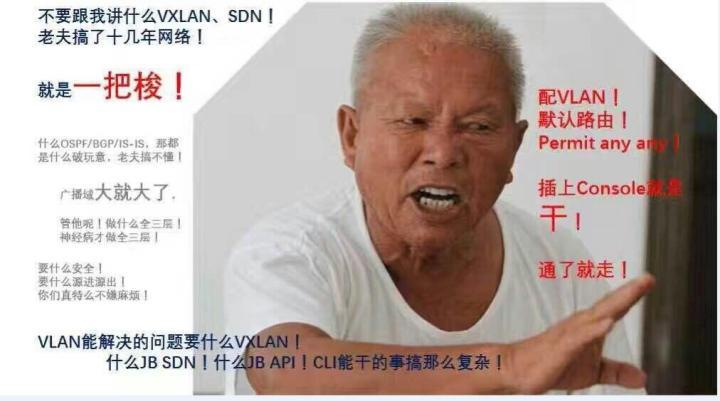 不要跟我讲什么VXLAN、SDN！
老夫搞了十几年网络！
就是一把梭！
什么OSPF/BGP/IS-IS，那都
是什么破玩意，老夫搞不懂！
广播域大就大了，
管他呢！做什么全三层！
神经病才做全三层！
要什么安全！
要什么源进源出！
你们直特么不嫌麻烦！
配VLAN！
默认路由！
Permit any any！
插上Console就是
干！
通了就走！
VLAN能解决的问题要什么VXLAN！
什么JB SDN！什么JB API！CLI能干的事搞那么复杂！